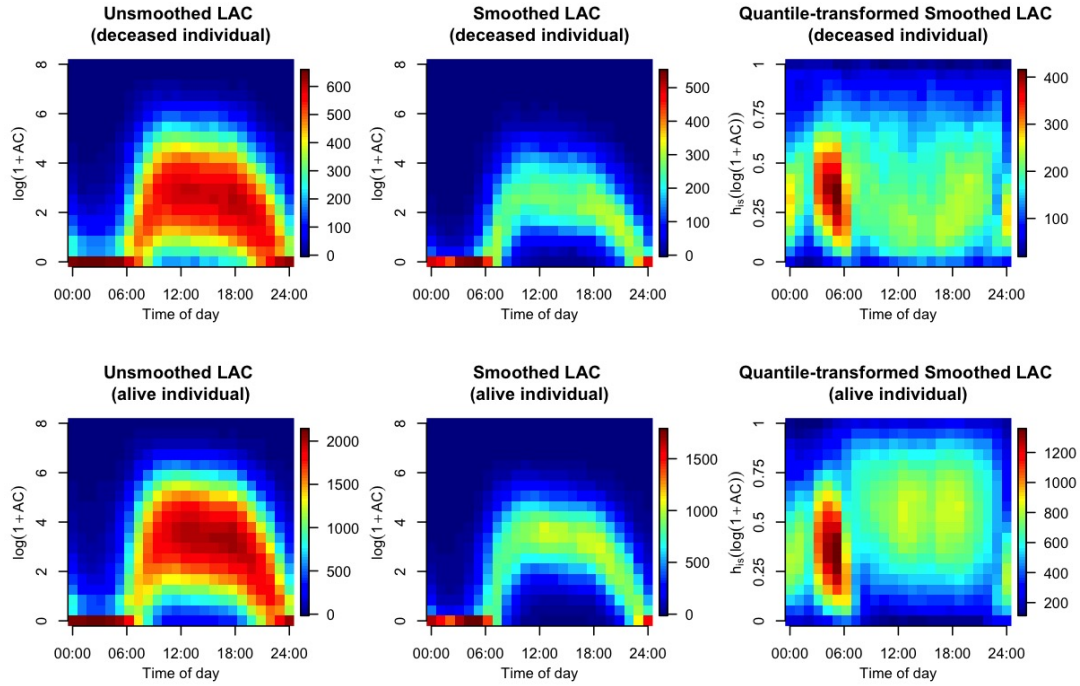 Unsmoothed LAC
(deceased individual)
log(1+AC)
8
6
4
2
0
600
500
400
300
200
100
0
00:00 06:00 12:00 18:00 24:00
Time of day
Smoothed LAC
(deceased individual)
log(1+AC)
8
6
4
2
0
500
400
300
200
100
0
00:00 06:00 12:00 18:00 24:00
Time of day
Quantile-transformed Smoothed LAC
(deceased individual)
his(log(1+AC))
1
0.75
0.5
0.25
0
400
300
200
100
00:00 06:00 12:00 18:00 24:00
Time of day
Unsmoothed LAC
(alive individual)
log(1+AC)
8
6
4
2
0
2000
1500
1000
500
0
00:00 06:00 12:00 18:00 24:00
Time of day
Smoothed LAC
(alive individual)
log(1+AC)
8
6
4
2
0
1500
1000
500
0
00:00 06:00 12:00 18:00 24:00
Time of day
Quantile-transformed Smoothed LAC
(alive individual)
his(log(1+AC))
1
0.75
0.5
0.25
0
1200
1000
800
600
400
200
00:00 06:00 12:00 18:00 24:00
Time of day